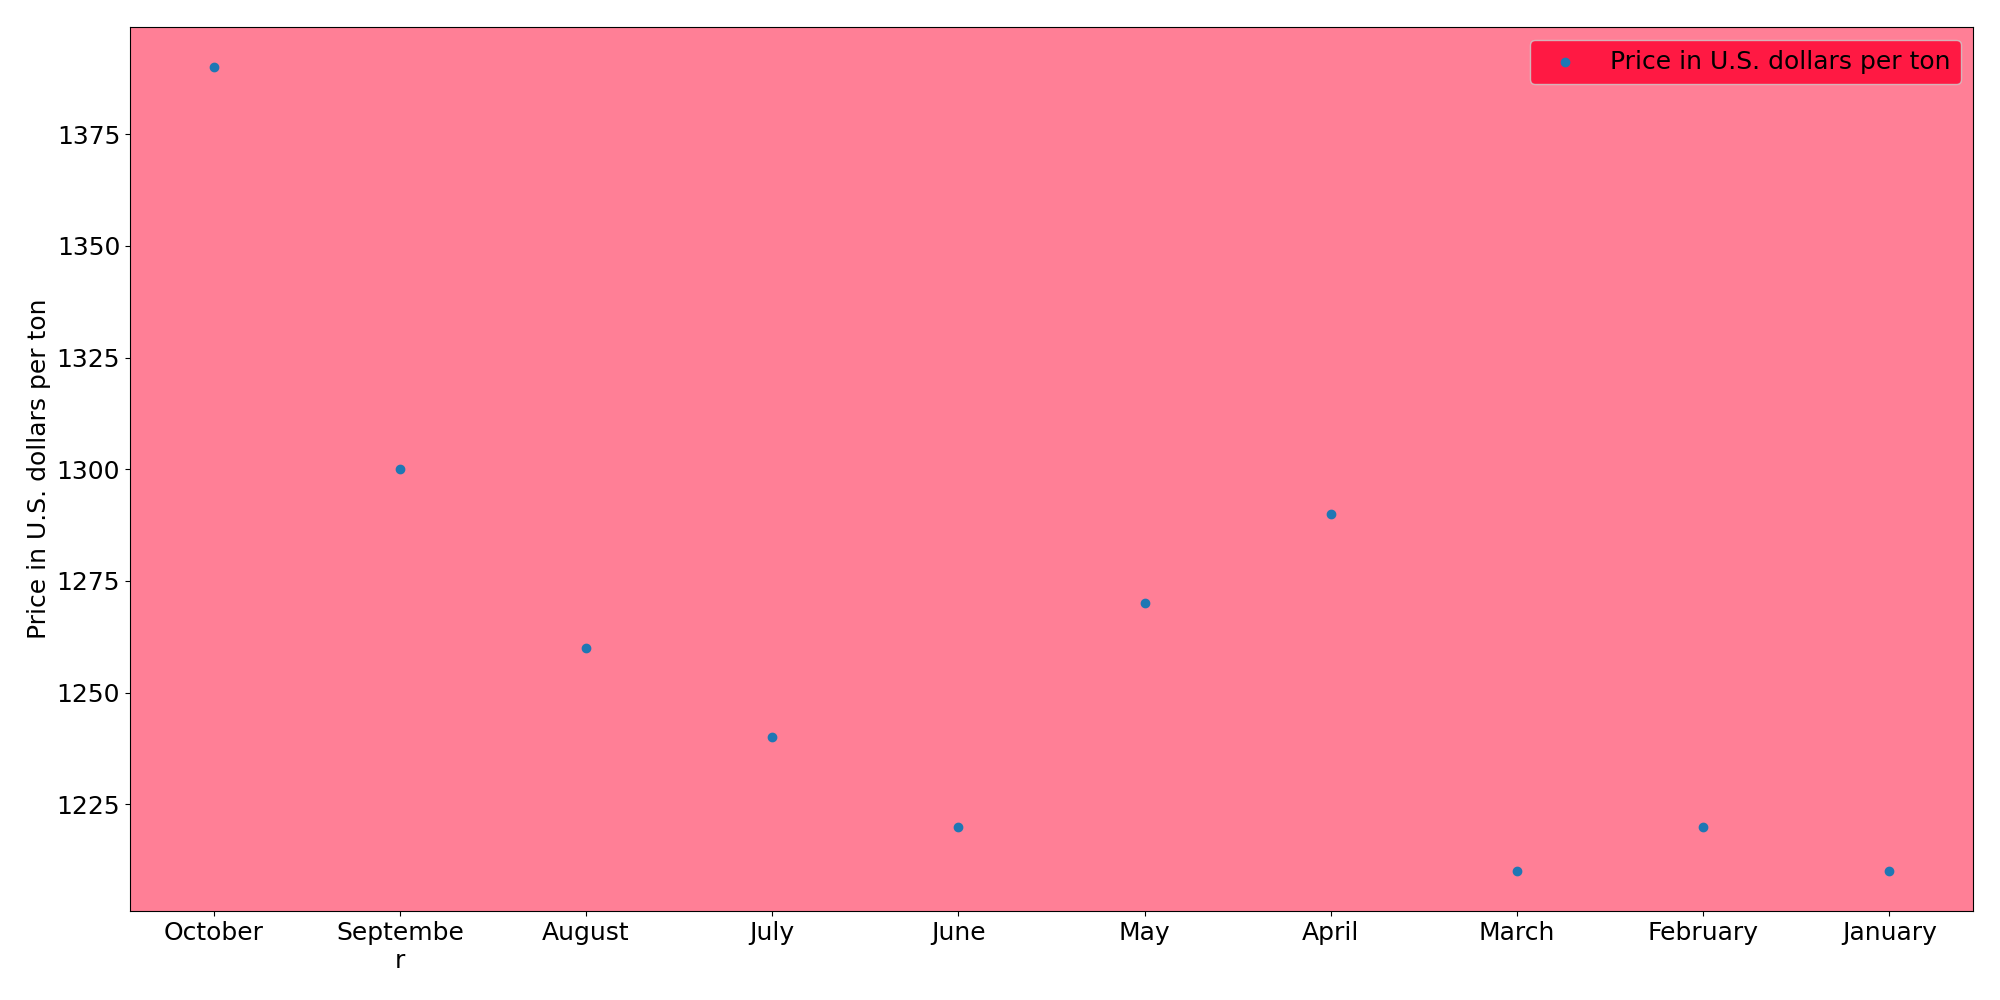 Price in U.S. dollars per ton
Price in U.S. dollars per ton
1375
1350
1325
1300
1275
1250
1225
October
Septembe
r
August
July
June
May
April
March
February
January